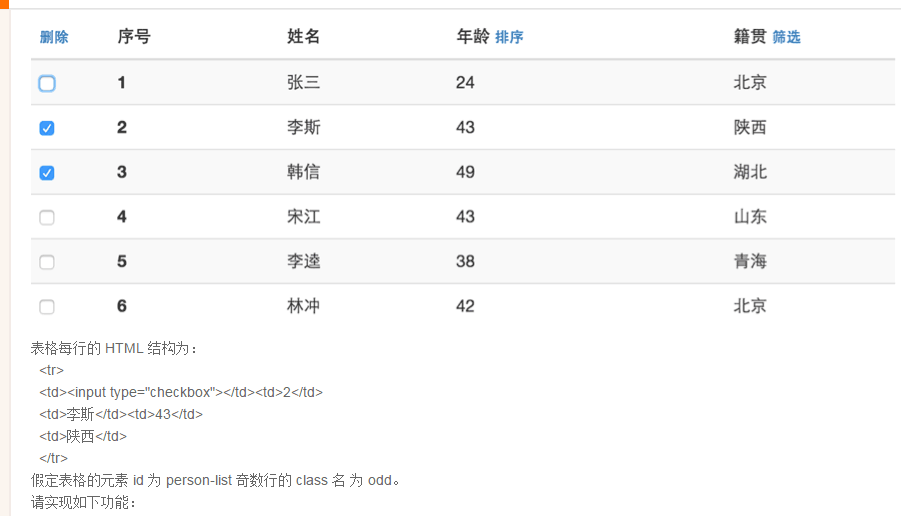 删除 序号 姓名 年龄 排序 籍贯 筛选
1 张三 24 北京
2 李斯 43 陕西
3 韩信 49 湖北
4 宋江 43 山东
5 李逵 38 青海
6 林冲 42 北京
表格每行的 HTML 结构为：
<tr>
<td><input type="checkbox"></td><td>2</td>
<td>李斯</td><td>43</td>
<td>陕西</td>
</tr>
假定表格的元素 id 为 person-list 奇数行的 class 名 为 odd。
请实现如下功能：